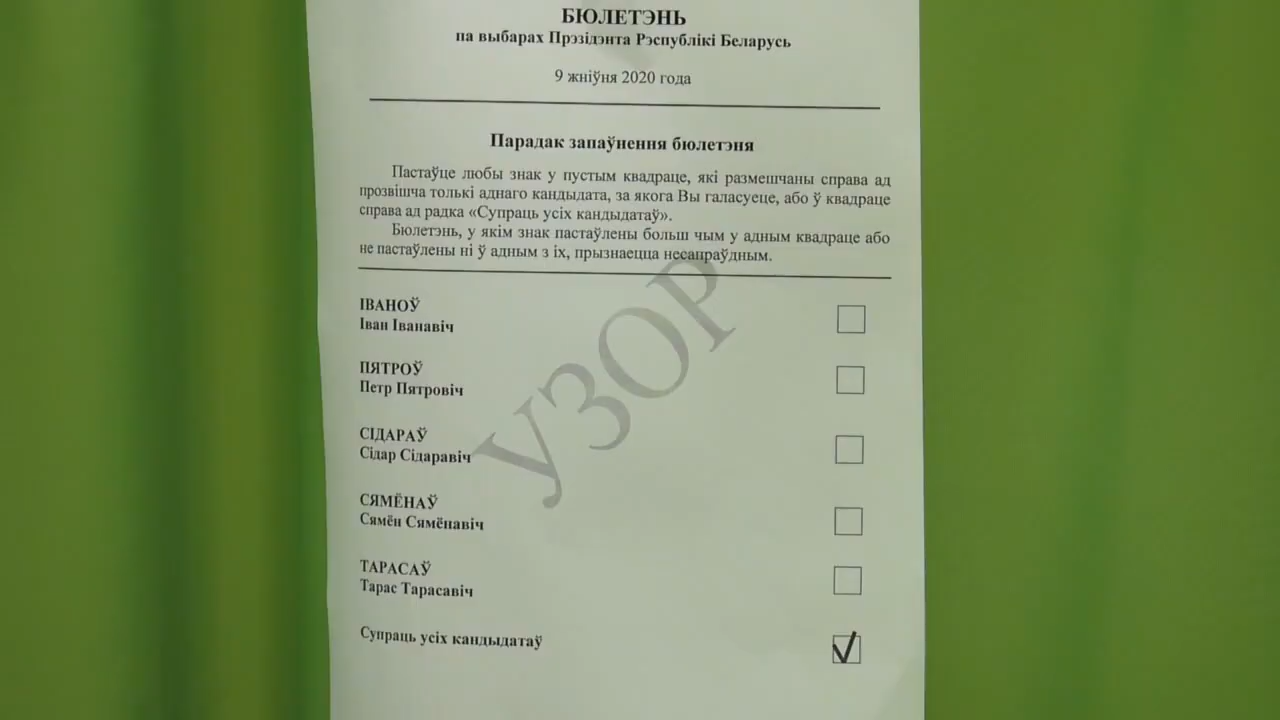 БЮЛЕТЭНЬ
па выбарах Прэзідэнта Рэспублікі Беларусь
9 жніўня 2020 года
Парадак запаўнення бюлетэня
Пастаўце любы знак у пустым квадраце, які размешчаны справа ад
прозвішча толькі аднаго кандыдата, за якога Вы галасуеце, або ў квадраце
справа ад радка «Супраць усіх кандыдатаў».
Бюлетэнь, у якім знак пастаўлены больш чым у адным квадраце або
не пастаўлены ні ў адным з іх, прызнаецца несапраўдным.
УЗОР
ІВАНОЎ
Іван Іванавіч
ПЯТРОЎ
Петр Пятровіч
СІДАРАЎ
Сідар Сідаравіч
СЯМЁНАЎ
Сямён Сямёнавіч
ТАРАСАЎ
Тарас Тарасавіч
Супраць усіх кандыдатаў